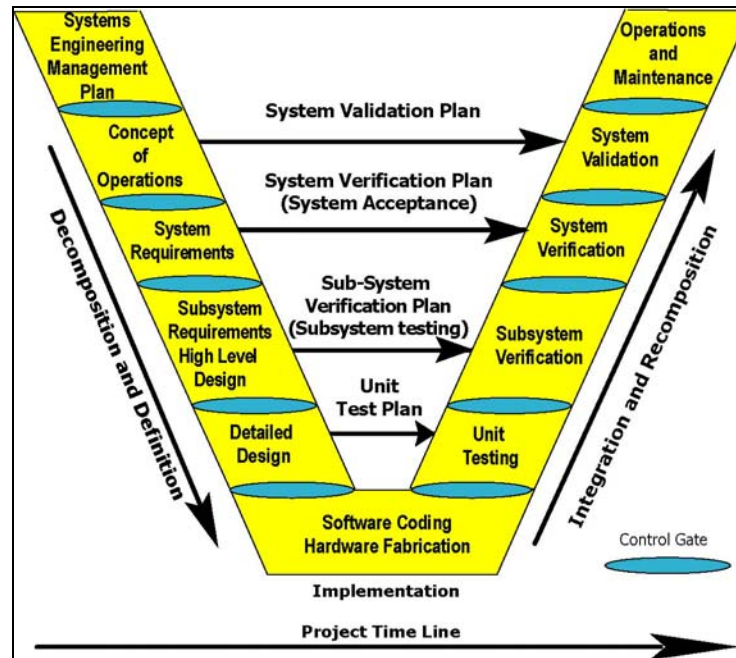 Systems
Engineering
Management
Plan
Concept
of
Operations
System
Requirements
Subsystem
Requirements
High Level
Design
Detailed
Design
Decomposition and Definition
System Validation Plan
System Verification Plan
(System Acceptance)
Sub-System
Verification Plan
(Subsystem testing)
Unit
Test Plan
Software Coding
Hardware Fabrication
Implementation
Operations
and
Maintenance
System
Validation
System
Verification
Subsystem
Verification
Unit
Testing
Integration and Recomposition
Control Gate
Project Time Line